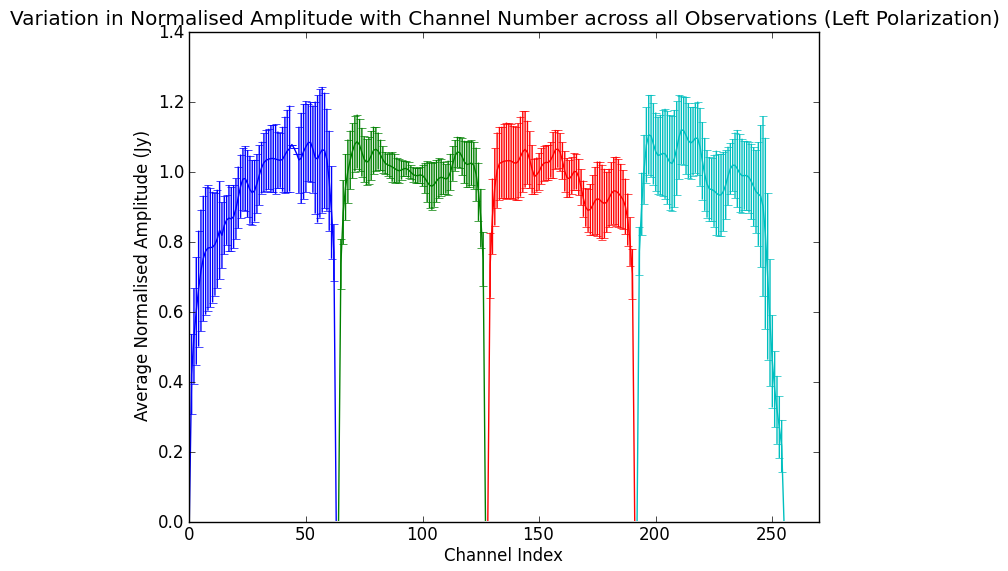 Variation in Normalised Amplitude with Channel Number across all Observations (Left Polarization)
1.4
1.2
1.0
0.8
0.6
0.4
0.2
0.0
Average Normalised Amplitude (Jy)
0 50 100 150 200 250
Channel Index